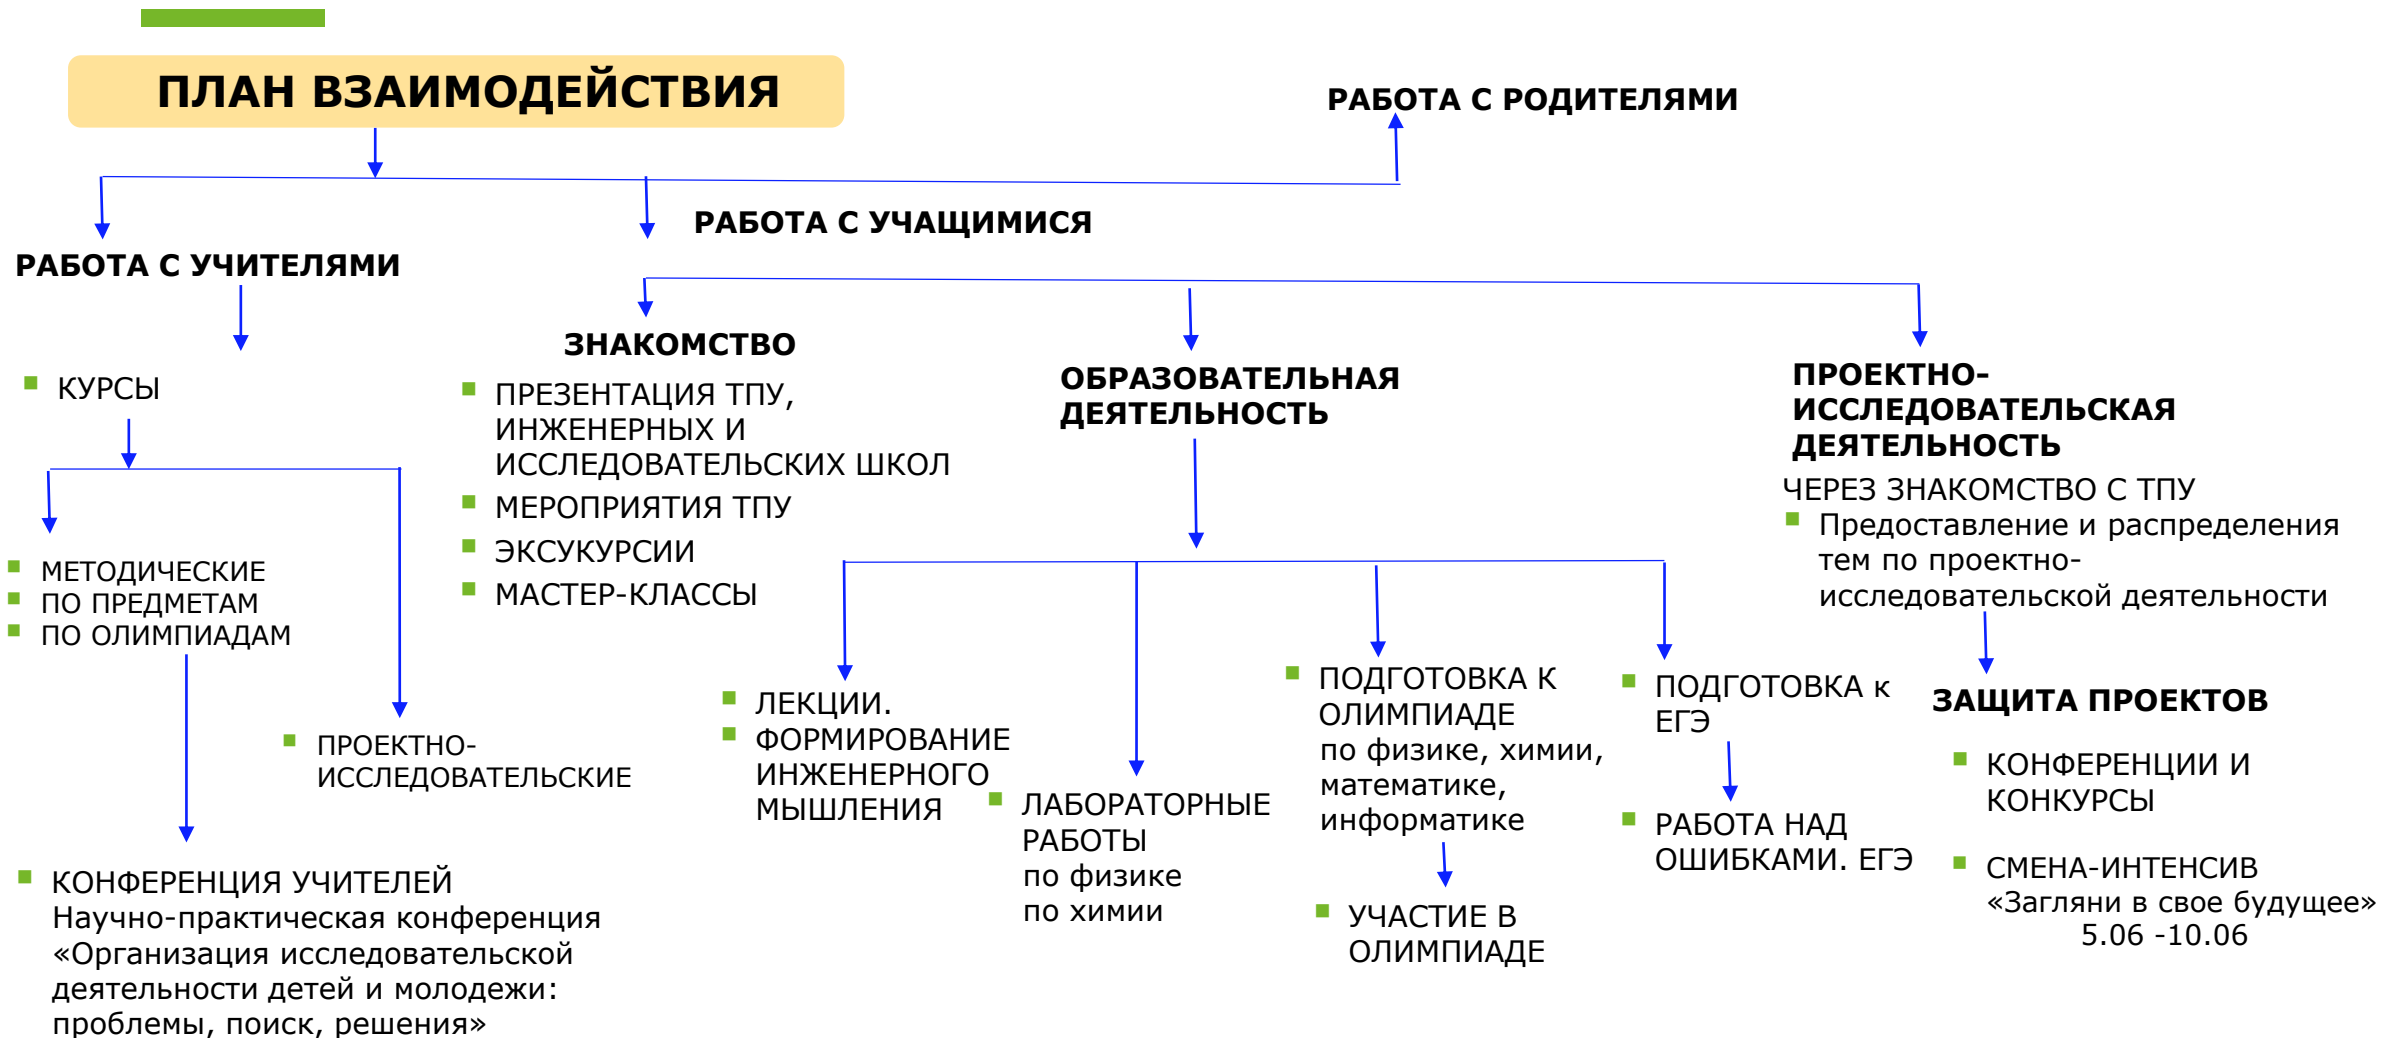 ПЛАН ВЗАИМОДЕЙСТВИЯ
РАБОТА С РОДИТЕЛЯМИ
РАБОТА С УЧАЩИМИСЯ
РАБОТА С УЧИТЕЛЯМИ
КУРСЫ
МЕТОДИЧЕСКИЕ
ПО ПРЕДМЕТАМ
ПО ОЛИМПИАДАМ
ПРОЕКТНО-
ИССЛЕДОВАТЕЛЬСКИЕ
КОНФЕРЕНЦИЯ УЧИТЕЛЕЙ
Научно-практическая конференция
«Организация исследовательской
деятельности детей и молодежи:
проблемы, поиск, решения»
ЗНАКОМСТВО
ПРЕЗЕНТАЦИЯ ТПУ,
ИНЖЕНЕРНЫХ И
ИССЛЕДОВАТЕЛЬСКИХ ШКОЛ
МЕРОПРИЯТИЯ ТПУ
ЭКСУКУРСИИ
МАСТЕР-КЛАССЫ
ОБРАЗОВАТЕЛЬНАЯ
ДЕЯТЕЛЬНОСТЬ
ЛЕКЦИИ.
ФОРМИРОВАНИЕ
ИНЖЕНЕРНОГО
МЫШЛЕНИЯ
ЛАБОРАТОРНЫЕ
РАБОТЫ
по физике
по химии
ПОДГОТОВКА К
ОЛИМПИАДЕ
по физике, химии,
математике,
информатике
УЧАСТИЕ В
ОЛИМПИАДЕ
ПОДГОТОВКА к
ЕГЭ
РАБОТА НАД
ОШИБКАМИ. ЕГЭ
ПРОЕКТНО-
ИССЛЕДОВАТЕЛЬСКАЯ
ДЕЯТЕЛЬНОСТЬ
ЧЕРЕЗ ЗНАКОМСТВО С ТПУ
Предоставление и распределения
тем по проектно-
исследовательской деятельности
ЗАЩИТА ПРОЕКТОВ
КОНФЕРЕНЦИИ И
КОНКУРСЫ
СМЕНА-ИНТЕНСИВ
«Загляни в свое будущее»
5.06 -10.06